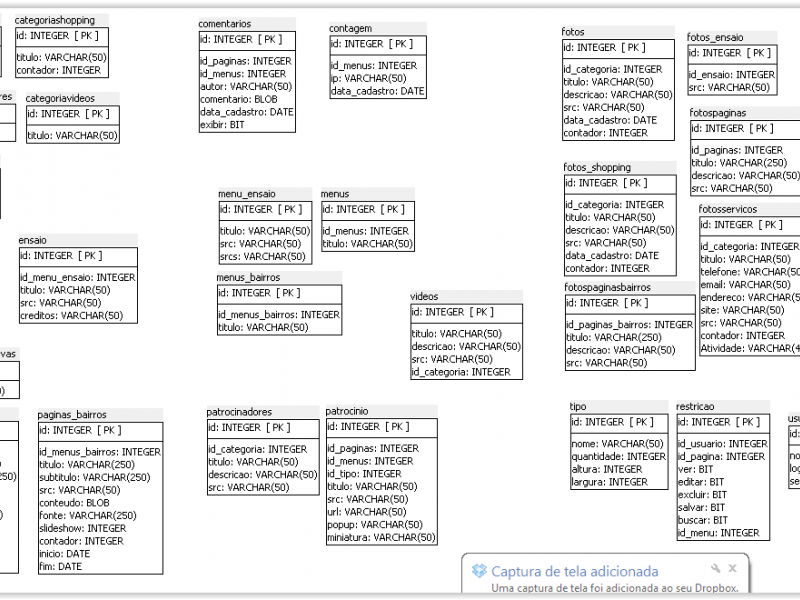 categoriashopping
id: INTEGER [ PK ]
titulo: VARCHAR(50)
contador: INTEGER
res
categoriavideos
id: INTEGER [ PK ]
titulo: VARCHAR(50)
comentarios
id: INTEGER [ PK ]
id_paginas: INTEGER
id_menus: INTEGER
autor: VARCHAR(50)
comentario: BLOB
data_cadastro: DATE
exibir: BIT
contagem
id: INTEGER [ PK ]
id_menus: INTEGER
ip: VARCHAR(50)
data_cadastro: DATE
fotos
id: INTEGER [ PK ]
id_categoria: INTEGER
titulo: VARCHAR(50)
descricao: VARCHAR(50)
src: VARCHAR(50)
data_cadastro: DATE
contador: INTEGER
fotos_ensaio
id: INTEGER [ PK ]
id_ensaio: INTEGER
src: VARCHAR(50)
fotospaginas
id: INTEGER [ PK ]
id_paginas: INTEGER
titulo: VARCHAR(250)
descricao: VARCHAR(50)
src: VARCHAR(50)
fotos_shopping
id: INTEGER [ PK ]
id_categoria: INTEGER
titulo: VARCHAR(50)
descricao: VARCHAR(50)
src: VARCHAR(50)
data_cadastro: DATE
contador: INTEGER
fotosservicos
id: INTEGER [ PK ]
id_categoria: INTEGER
titulo: VARCHAR(50)
telefone: VARCHAR(50
email: VARCHAR(50)
endereco: VARCHAR(5
site: VARCHAR(50)
src: VARCHAR(50)
contador: INTEGER
Atividade: VARCHAR(4
menu_ensaio
id: INTEGER [ PK ]
titulo: VARCHAR(50)
src: VARCHAR(50)
srcs: VARCHAR(50)
menus
id: INTEGER [ PK ]
id_menus: INTEGER
titulo: VARCHAR(50)
ensaio
id: INTEGER [ PK ]
id_menu_ensaio: INTEGER
titulo: VARCHAR(50)
src: VARCHAR(50)
creditos: VARCHAR(50)
menus_bairros
id: INTEGER [ PK ]
id_menus_bairros: INTEGER
titulo: VARCHAR(50)
videos
id: INTEGER [ PK ]
titulo: VARCHAR(50)
descricao: VARCHAR(50)
src: VARCHAR(50)
id_categoria: INTEGER
fotospaginasbairros
id: INTEGER [ PK ]
id_paginas_bairros: INTEGER
titulo: VARCHAR(250)
descricao: VARCHAR(50)
src: VARCHAR(50)
vas
)
250)
)
paginas_bairros
id: INTEGER [ PK ]
id_menus_bairros: INTEGER
titulo: VARCHAR(250)
subtitulo: VARCHAR(250)
src: VARCHAR(50)
conteudo: BLOB
fonte: VARCHAR(250)
slideshow: INTEGER
contador: INTEGER
inicio: DATE
fim: DATE
patrocinadores
id: INTEGER [ PK ]
id_categoria: INTEGER
titulo: VARCHAR(50)
descricao: VARCHAR(50)
src: VARCHAR(50)
patrocinio
id: INTEGER [ PK ]
id_paginas: INTEGER
id_menus: INTEGER
id_tipo: INTEGER
titulo: VARCHAR(50)
src: VARCHAR(50)
url: VARCHAR(50)
popup: VARCHAR(50)
miniatura: VARCHAR(50)
tipo
id: INTEGER [ PK ]
nome: VARCHAR(50)
quantidade: INTEGER
altura: INTEGER
largura: INTEGER
restricao
id: INTEGER [ PK ]
id_usuario: INTEGER
id_pagina: INTEGER
ver: BIT
editar: BIT
excluir: BIT
salvar: BIT
buscar: BIT
id_menu: INTEGER
usu
id:
no
log
se
Captura de tela adicionada
Uma captura de tela foi adicionada ao seu Dropbox.